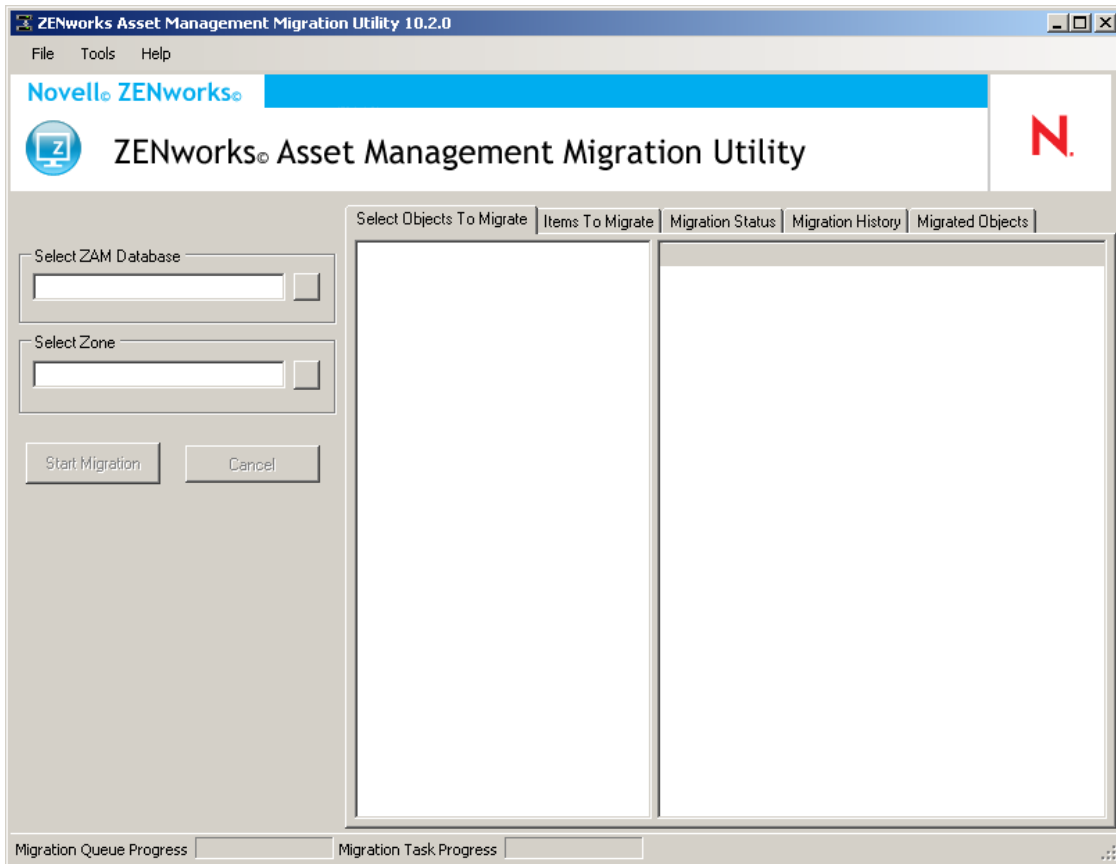 ZENworks Asset Management Migration Utility 10.2.0
File Tools Help
Novell© ZENworks©
Z
ZENworks© Asset Management Migration Utility
N.
Select Objects To Migrate Items To Migrate Migration Status Migration History Migrated Objects
Select ZAM Database
Select Zone
Start Migration Cancel
Migration Queue Progress Migration Task Progress